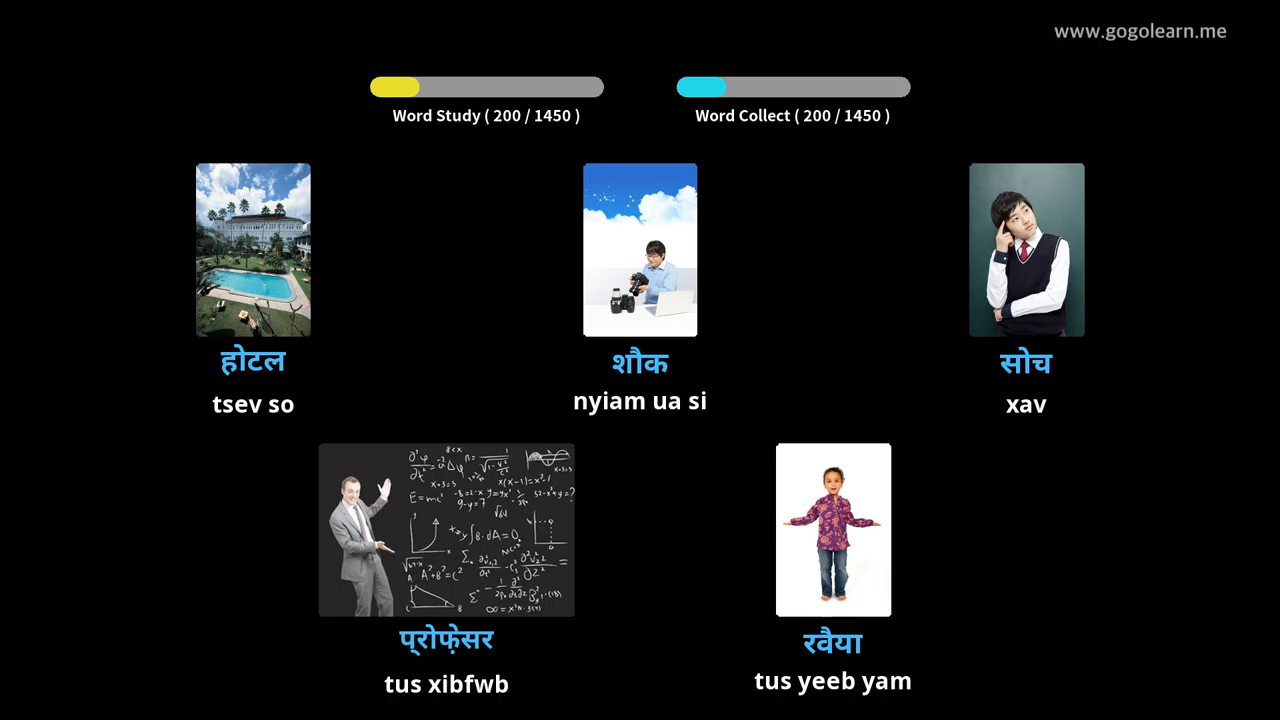 www.gogolearn.me
Word Study ( 200 / 1450 )
Word Collect ( 200 / 1450 )
होटल
tsev so
शौक
nyiam ua si
सोच
xav
प्रोफ़ेसर
tus xibfwb
रवैया
tus yeeb yam